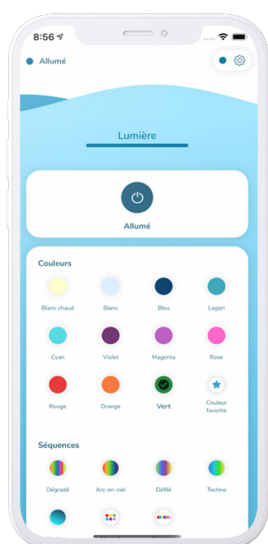 8:56
Allumé
Lumière
Allumé
Couleurs
Blanc chaud Blanc Bleu Lagon
Cyan Violet Magenta Rose
Rouge Orange Vert Couleur
favorite
Séquences
Dégradé Arc-en-ciel Défilé Techno